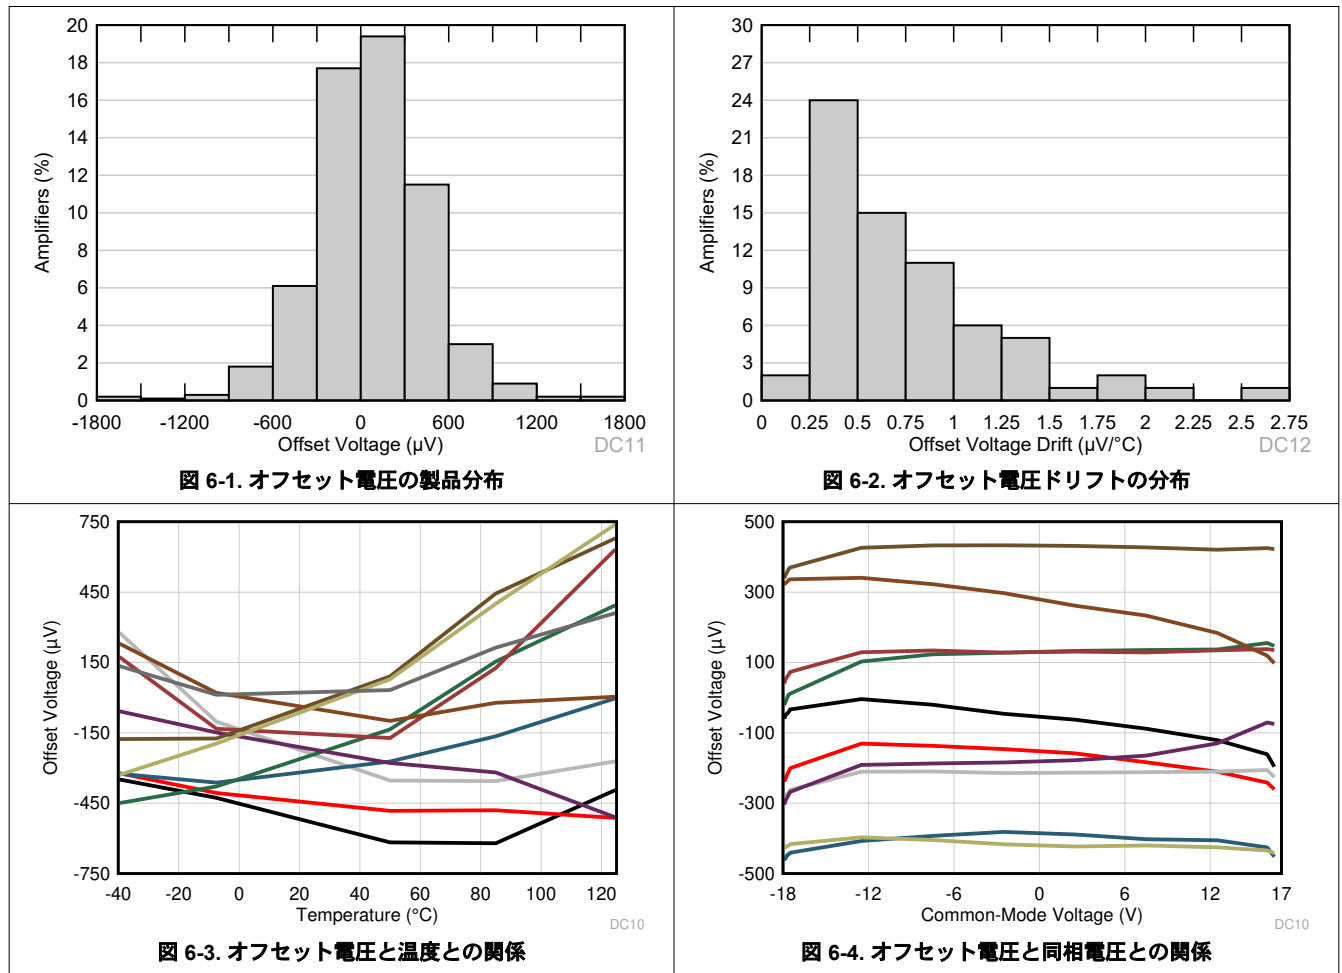 20
18
16
14
12
10
8
6
4
2
0
Amplifiers (%)
-1800 -1200 -600 0 600 1200 1800
Offset Voltage (µV)
DC11
図 6-1. オフセット電圧の製品分布
30
27
24
21
18
15
12
9
6
3
0
Amplifiers (%)
0 0.25 0.5 0.75 1 1.25 1.5 1.75 2 2.25 2.5 2.75
Offset Voltage Drift (µV/°C)
DC12
図 6-2. オフセット電圧ドリフトの分布
750
450
150
-150
-450
-750
Offset Voltage (µV)
-40 -20 0 20 40 60 80 100 120
Temperature (°C)
DC10
図 6-3. オフセット電圧と温度との関係
500
300
100
-100
-300
-500
Offset Voltage (µV)
-18 -12 -6 0 6 12 17
Common-Mode Voltage (V)
DC10
図 6-4. オフセット電圧と同相電圧との関係